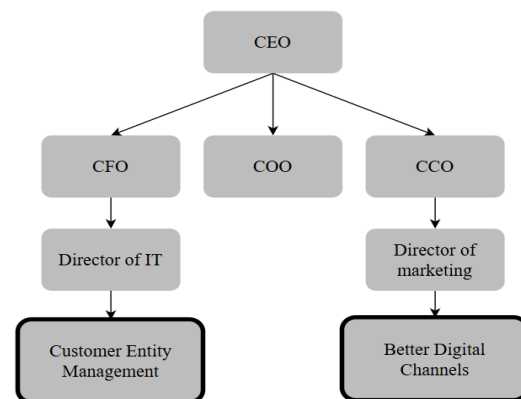 CEO
CFO
COO
CCO
Director of IT
Director of
marketing
Customer Entity
Management
Better Digital
Channels